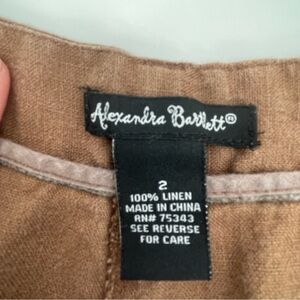 Alexandra Bartlett®
2
100% LINEN
MADE IN CHINA
RN# 75343
SEE REVERSE
FOR CARE